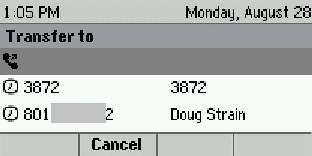 1:05 PM Monday, August 28
Transfer to
3872 3872
801 2 Doug Strain
Cancel